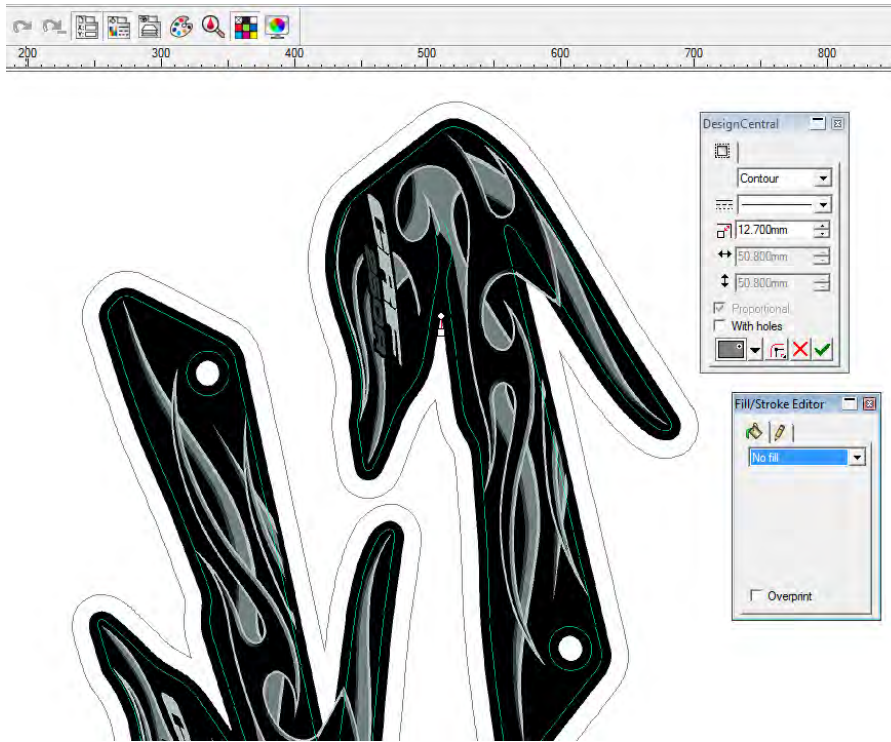 200 300 400 500 600 700 800
DesignCentral
Contour
12.700mm
50.800mm
50.800mm
Proportional
With holes
Fill/Stroke Editor
No fill
Overprint